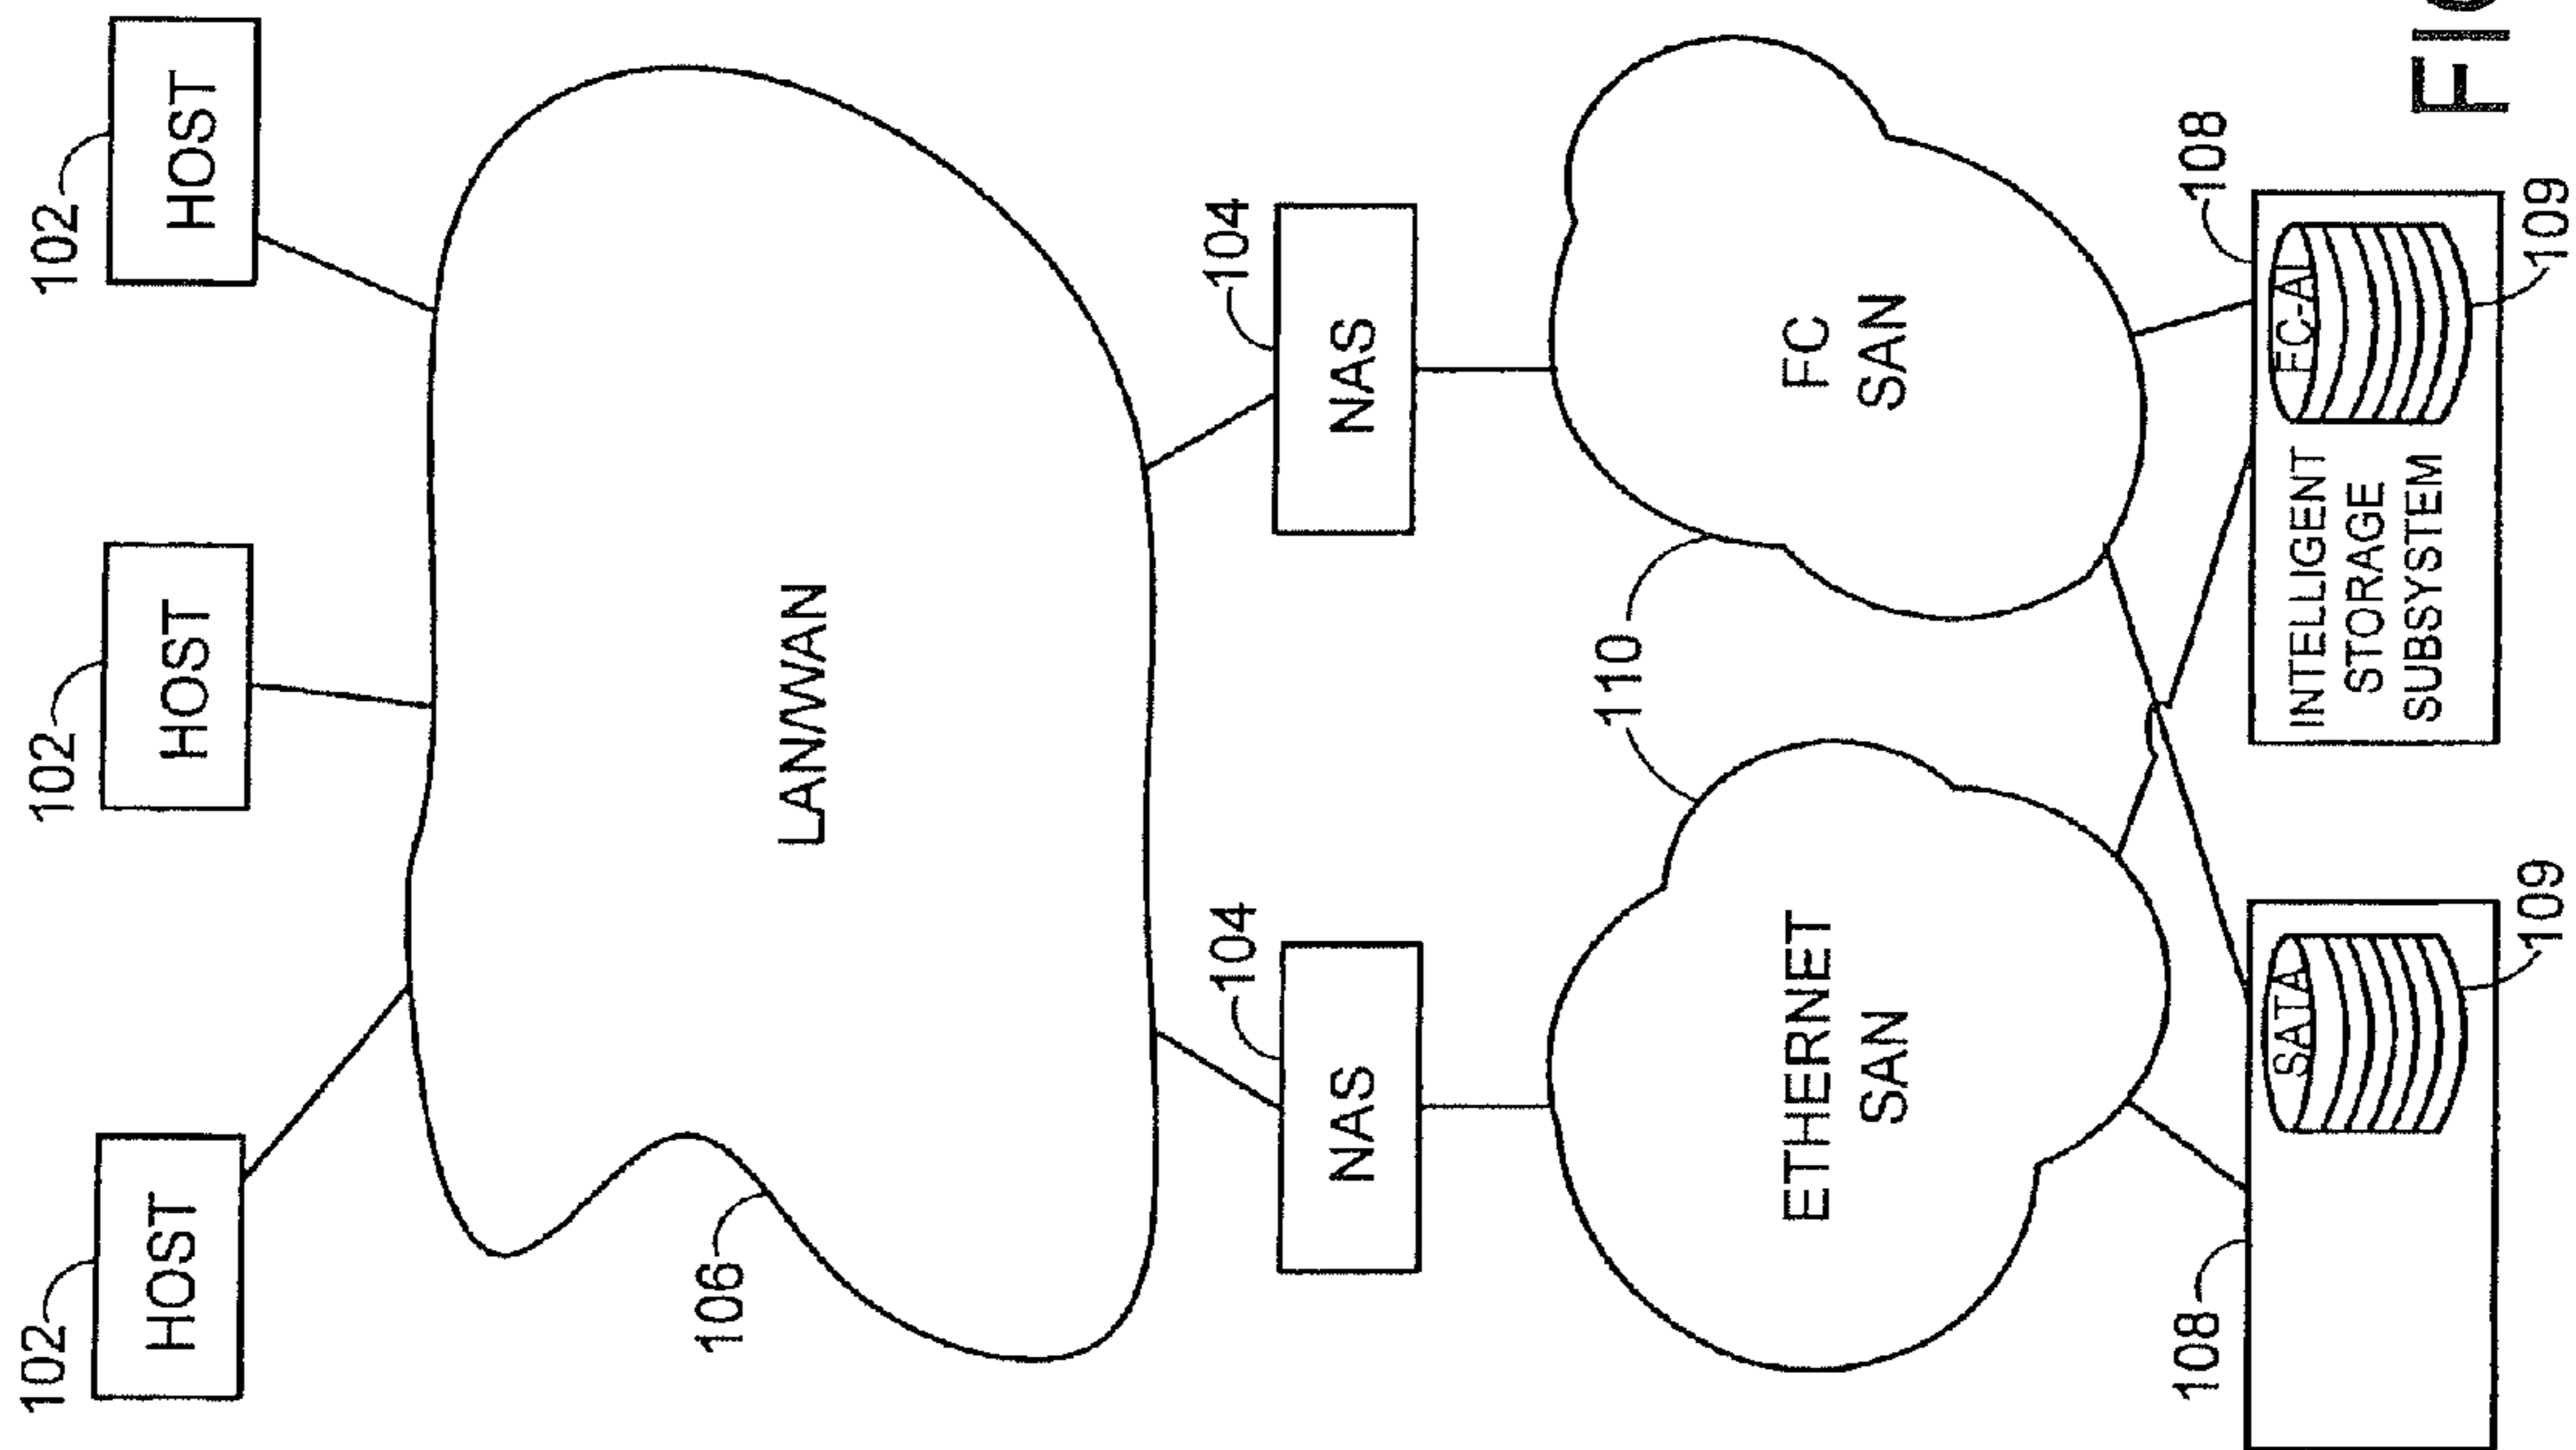 102
102
102
HOST
HOST
HOST
106
LAN/WAN
104
104
NAS
NAS
110
ETHERNET
SAN
FC
SAN
108
108
SATA
FC-AL
INTELLIGENT
STORAGE
SUBSYSTEM
109
109